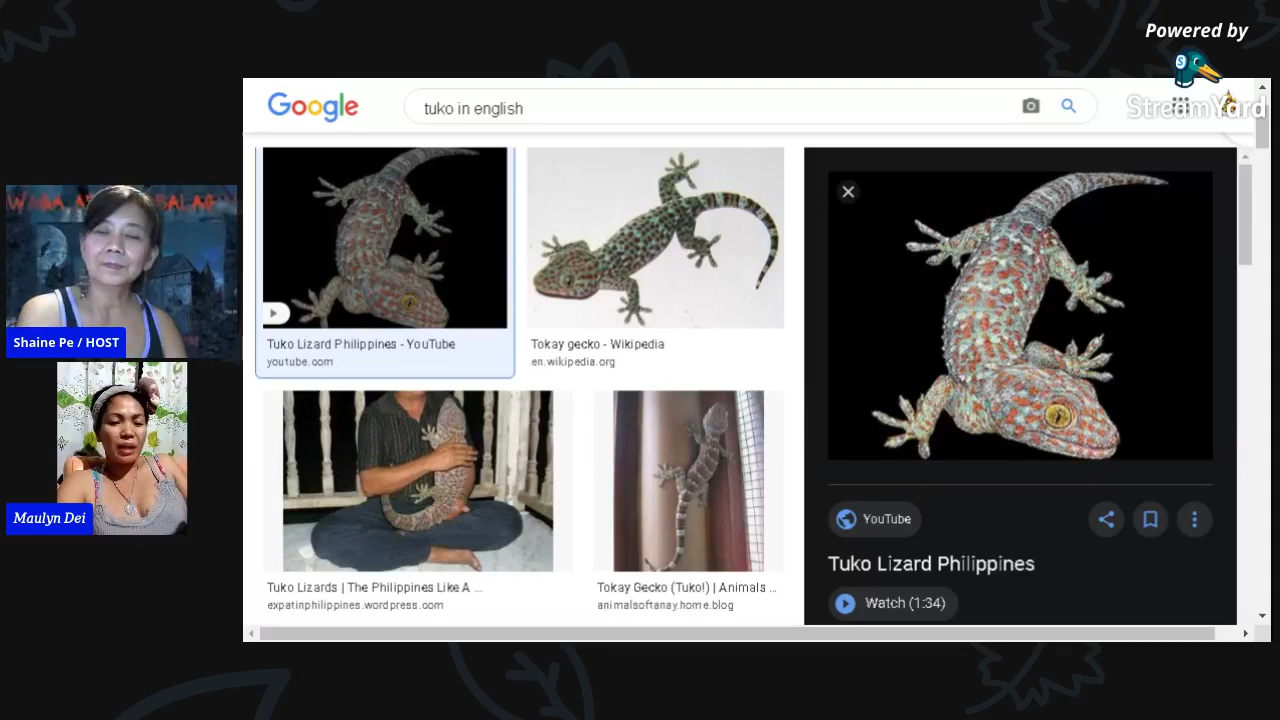 Powered by
StreamYard
Google
tuko in english
Tuko Lizard Philippines - YouTube
youtube.com
Tokay gecko - Wikipedia
en.wikipedia.org
Tuko Lizards | The Philippines Like A ...
expatinphilippines.wordpress.com
Tokay Gecko (Tuko!) | Animals ...
animalsoftanay.home.blog
YouTube
Tuko Lizard Philippines
Watch (1:34)
Shaine Pe / HOST
Maulyn Dei